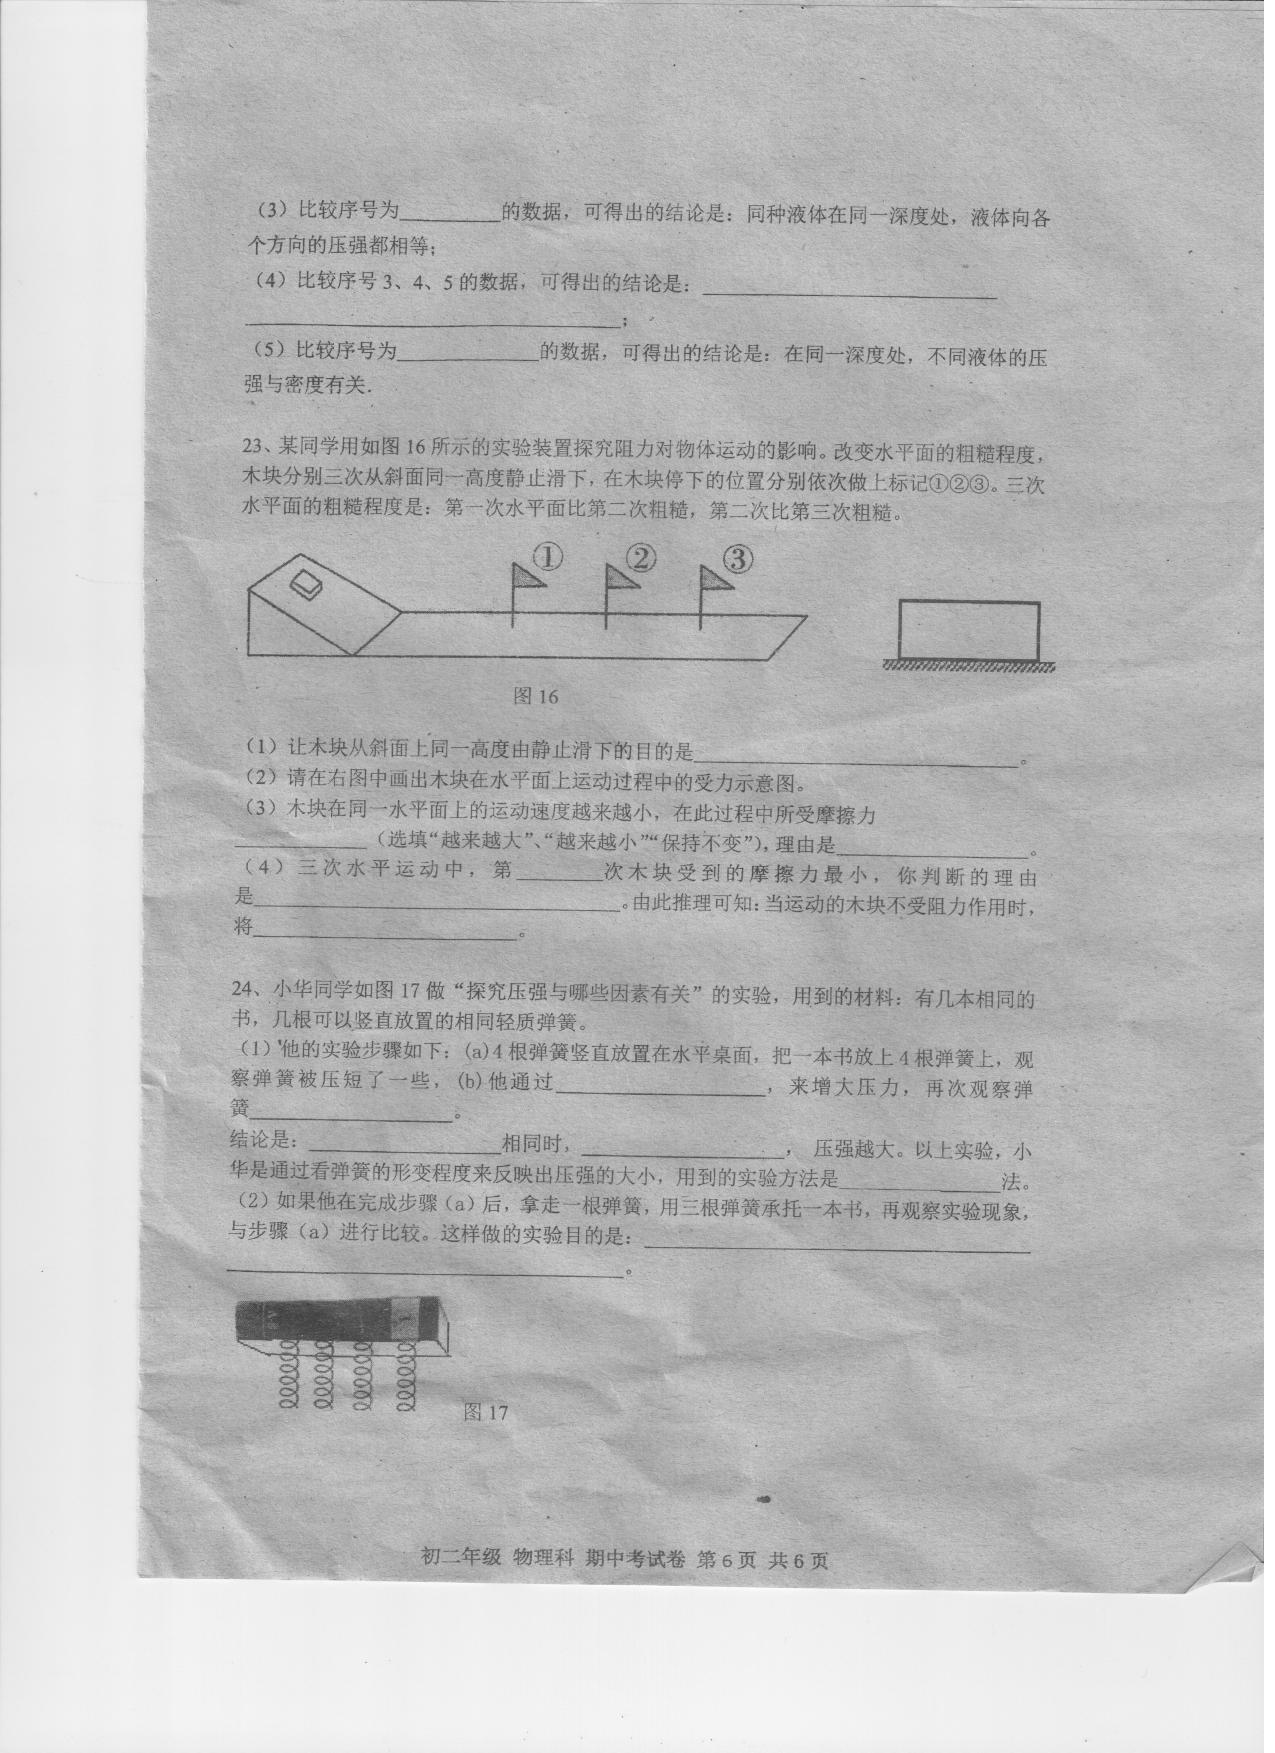 （3）比较序号为__________的数据，可得出的结论是：同种液体在同一深度处，液体向各
个方向的压强都相等；
（4）比较序号 3、4、5 的数据，可得出的结论是：______________________________
______________________________________；
（5）比较序号为______________的数据，可得出的结论是：在同一深度处，不同液体的压
强与密度有关.
23、某同学用如图 16 所示的实验装置探究阻力对物体运动的影响。改变水平面的粗糙程度，
木块分别三次从斜面同一高度静止滑下，在木块停下的位置分别依次做上标记①②③。三次
水平面的粗糙程度是：第一次水平面比第二次粗糙，第二次比第三次粗糙。
① ② ③
图 16
（1）让木块从斜面上同一高度由静止滑下的目的是________________________________。
（2）请在右图中画出木块在水平面上运动过程中的受力示意图。
（3）木块在同一水平面上的运动速度越来越小，在此过程中所受摩擦力
_____________（选填“越来越大”、“越来越小”“保持不变”），理由是___________________。
（4）三次水平运动中，第________次木块受到的摩擦力最小，你判断的理由
是____________________________________。由此推理可知：当运动的木块不受阻力作用时，
将__________________________。
24、小华同学如图 17 做“探究压强与哪些因素有关”的实验，用到的材料：有几本相同的
书，几根可以竖直放置的相同轻质弹簧。
（1）他的实验步骤如下：(a)4 根弹簧竖直放置在水平桌面，把一本书放上 4 根弹簧上，观
察弹簧被压短了一些，(b)他通过____________________，来增大压力，再次观察弹
簧____________________。
结论是：___________________相同时，____________________， 压强越大。以上实验，小
华是通过看弹簧的形变程度来反映出压强的大小，用到的实验方法是________________法。
（2）如果他在完成步骤（a）后，拿走一根弹簧，用三根弹簧承托一本书，再观察实验现象，
与步骤（a）进行比较。这样做的实验目的是：______________________________________
________________________________________。
图 17
初二年级 物理科 期中考试卷 第 6 页 共 6 页